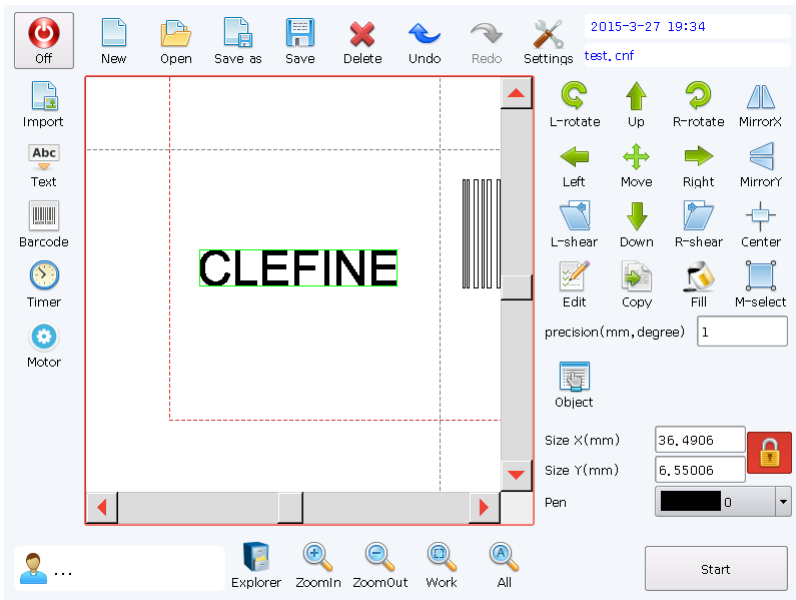 2015-3-27 19:34
test.cnf
Off
New
Open
Save as
Save
Delete
Undo
Redo
Settings
Import
Abc
Text
Barcode
Timer
Motor
CLEFINE
L-rotate
Up
R-rotate
MirrorX
Left
Move
Right
MirrorY
L-shear
Down
R-shear
Center
Edit
Copy
Fill
M-select
precision(mm,degree) 1
Object
Size X(mm) 36.4906
Size Y(mm) 6.55006
Pen 0
...
Explorer
ZoomIn
ZoomOut
Work
A
All
Start